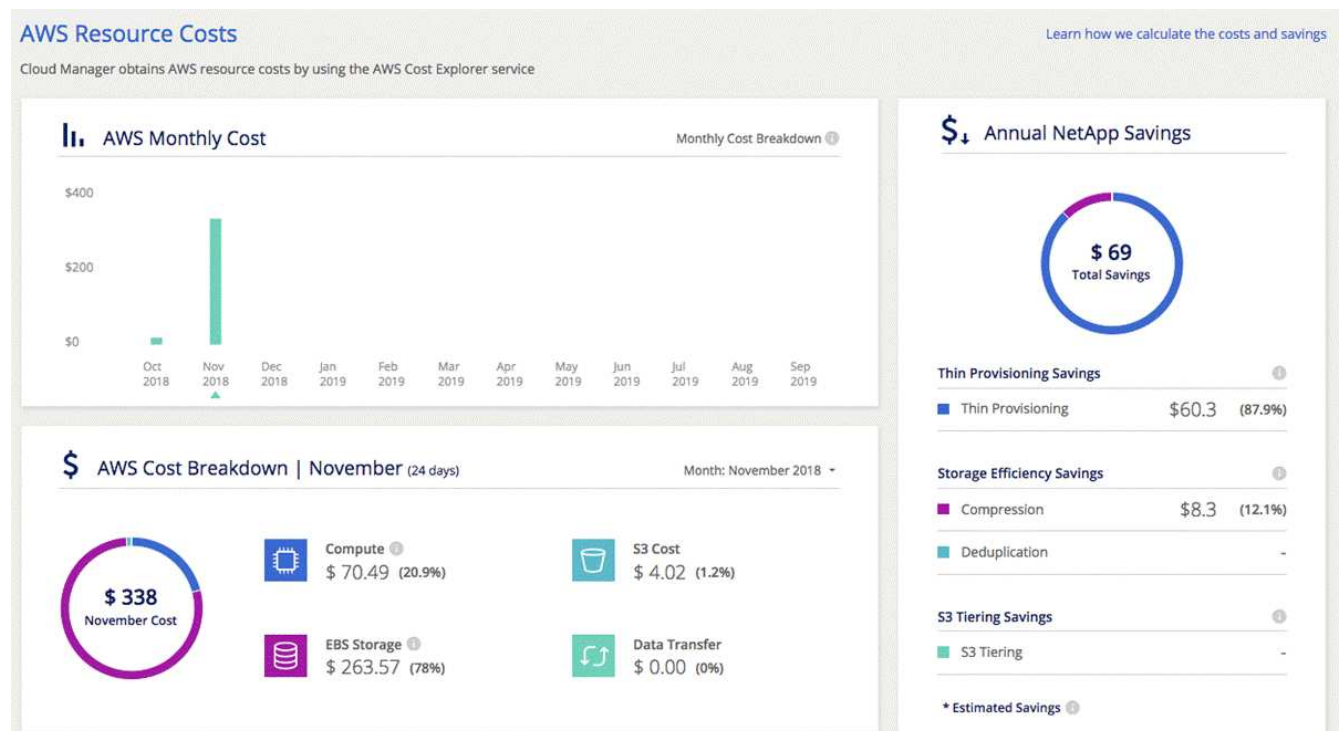 AWS Resource Costs
Learn how we calculate the costs and savings
Cloud Manager obtains AWS resource costs by using the AWS Cost Explorer service
AWS Monthly Cost
Monthly Cost Breakdown
$400
$200
$0
Oct 2018
Nov 2018
Dec 2018
Jan 2019
Feb 2019
Mar 2019
Apr 2019
May 2019
Jun 2019
Jul 2019
Aug 2019
Sep 2019
AWS Cost Breakdown | November (24 days)
Month: November 2018
$ 338
November Cost
Compute
$ 70.49 (20.9%)
S3 Cost
$ 4.02 (1.2%)
EBS Storage
$ 263.57 (78%)
Data Transfer
$ 0.00 (0%)
Annual NetApp Savings
$ 69
Total Savings
Thin Provisioning Savings
Thin Provisioning $60.3 (87.9%)
Storage Efficiency Savings
Compression $8.3 (12.1%)
Deduplication -
S3 Tiering Savings
S3 Tiering -
* Estimated Savings